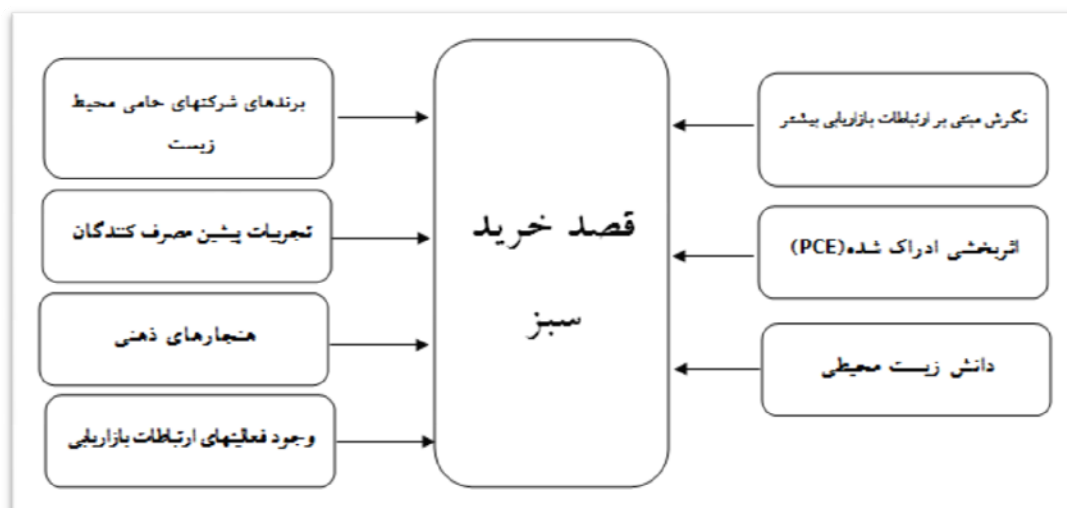 نگرش مبتنی بر ارتباطات بازاریابی بیشتر
اثربخشی ادراک شده(PCE)
دانش زیست محیطی
قصد خرید
سبز
برندهای شرکتهای حامی محیط
زیست
تجربیات پیشین مصرف کنندگان
هنجارهای ذهنی
وجود فعالیتهای ارتباطات بازاریابی